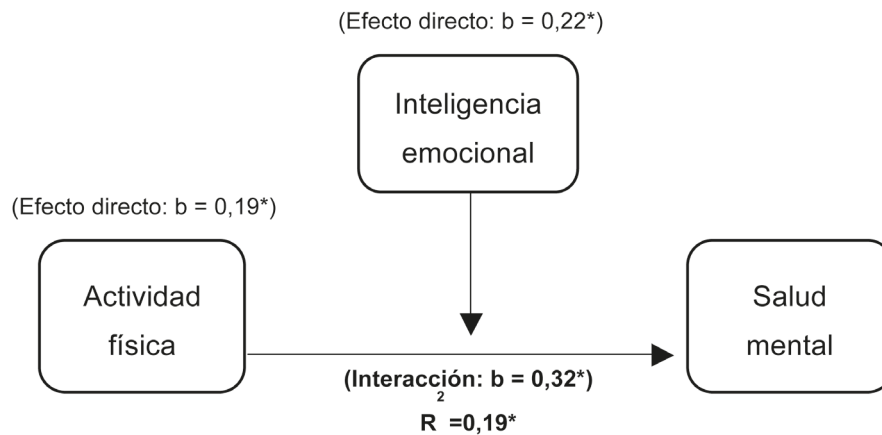 (Efecto directo: b = 0,22*)
Inteligencia
emocional
(Efecto directo: b = 0,19*)
Actividad
física
Salud
mental
(Interacción: b = 0,32*)
2
R =0,19*